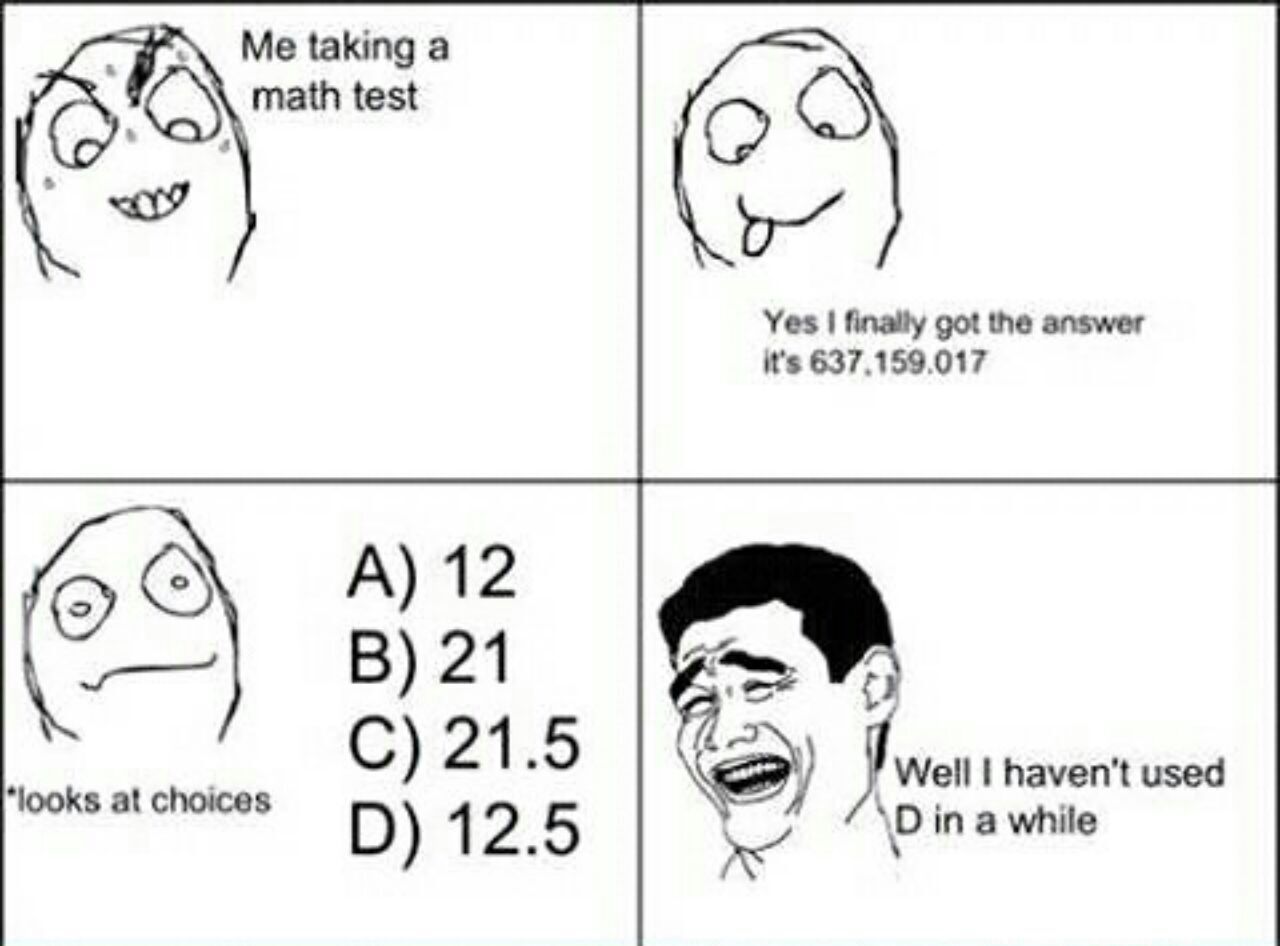 Me taking a
math test
Yes I finally got the answer
it's 637,159.017
A) 12
B) 21
C) 21.5
D) 12.5
*looks at choices
Well I haven't used
D in a while